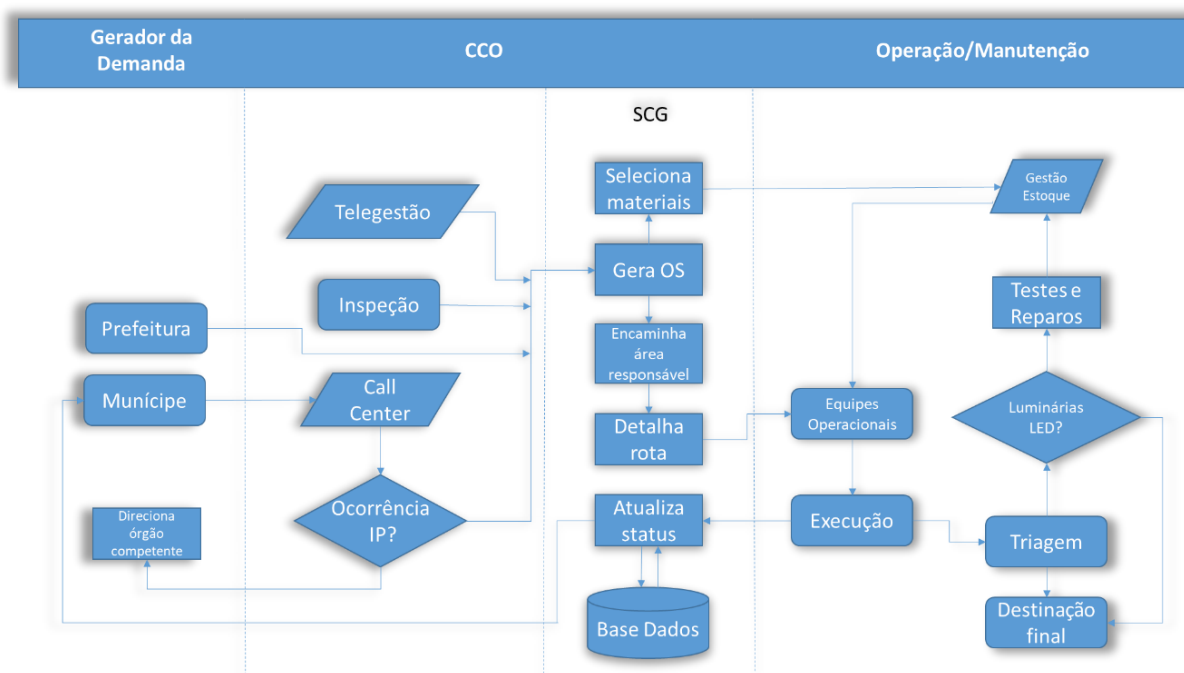 Gerador da
Demanda
CCO
Operação/Manutenção
SCG
Seleciona
materiais
Gestão
Estoque
Telegestão
Gera OS
Inspeção
Testes e
Reparos
Prefeitura
Encaminha
área
responsável
Munícipe
Call
Center
Equipes
Operacionais
Luminárias
LED?
Detalha
rota
Direciona
órgão
competente
Ocorrência
IP?
Atualiza
status
Execução
Triagem
Base Dados
Destinação
final